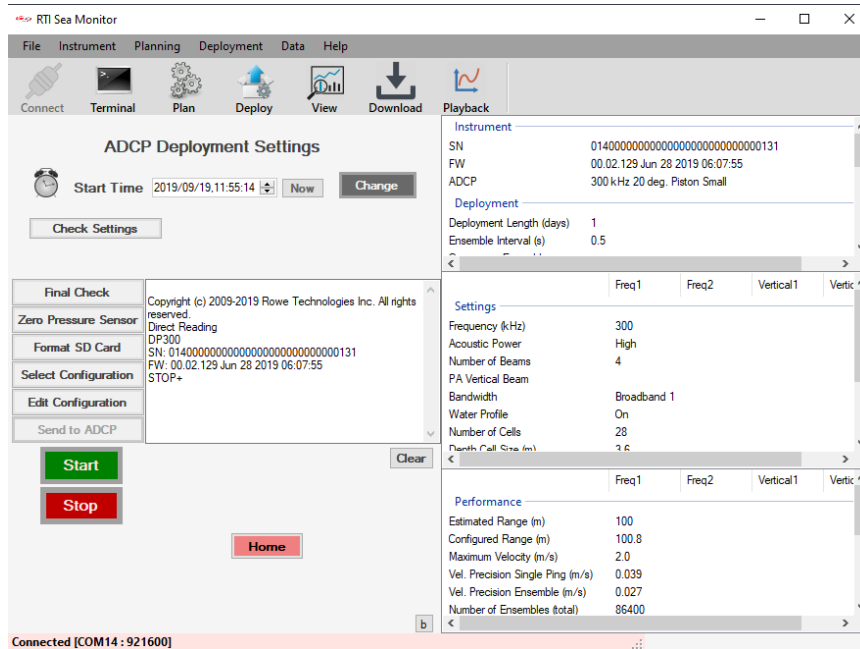 RTI Sea Monitor
File Instrument Planning Deployment Data Help
Connect Terminal Plan Deploy View Download Playback
ADCP Deployment Settings
Start Time 2019/09/19,11:55:14 Now Change
Check Settings
Final Check
Zero Pressure Sensor
Format SD Card
Select Configuration
Edit Configuration
Send to ADCP
Copyright (c) 2009-2019 Rowe Technologies Inc. All rights
reserved.
Direct Reading
DP300
SN: 01400000000000000000000000000131
FW: 00.02.129 Jun 28 2019 06:07:55
STOP+
Clear
Start
Stop
Home
b
Instrument
SN 01400000000000000000000000000131
FW 00.02.129 Jun 28 2019 06:07:55
ADCP 300 kHz 20 deg. Piston Small
Deployment
Deployment Length (days) 1
Ensemble Interval (s) 0.5
Freq1 Freq2 Vertical1 Vertic
Settings
Frequency (kHz) 300
Acoustic Power High
Number of Beams 4
PA Vertical Beam
Bandwidth Broadband 1
Water Profile On
Number of Cells 28
Depth Cell Size (m) 3.6
Freq1 Freq2 Vertical1 Vertic
Performance
Estimated Range (m) 100
Configured Range (m) 100.8
Maximum Velocity (m/s) 2.0
Vel. Precision Single Ping (m/s) 0.039
Vel. Precision Ensemble (m/s) 0.027
Number of Ensembles (total) 86400
Connected [COM14 : 921600]